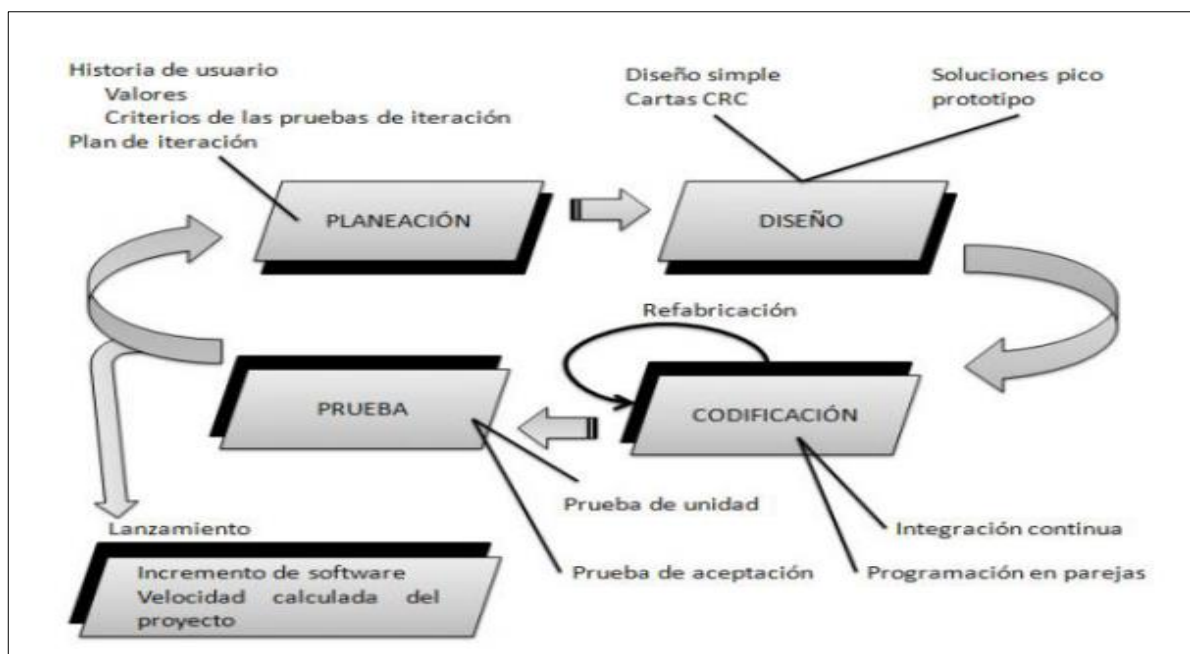 Historia de usuario
Valores
Criterios de las pruebas de iteración
Plan de iteración
Diseño simple
Cartas CRC
Soluciones pico
prototipo
PLANEACIÓN
DISEÑO
Refabricación
PRUEBA
CODIFICACIÓN
Prueba de unidad
Prueba de aceptación
Integración continua
Programación en parejas
Lanzamiento
Incremento de software
Velocidad calculada del
proyecto